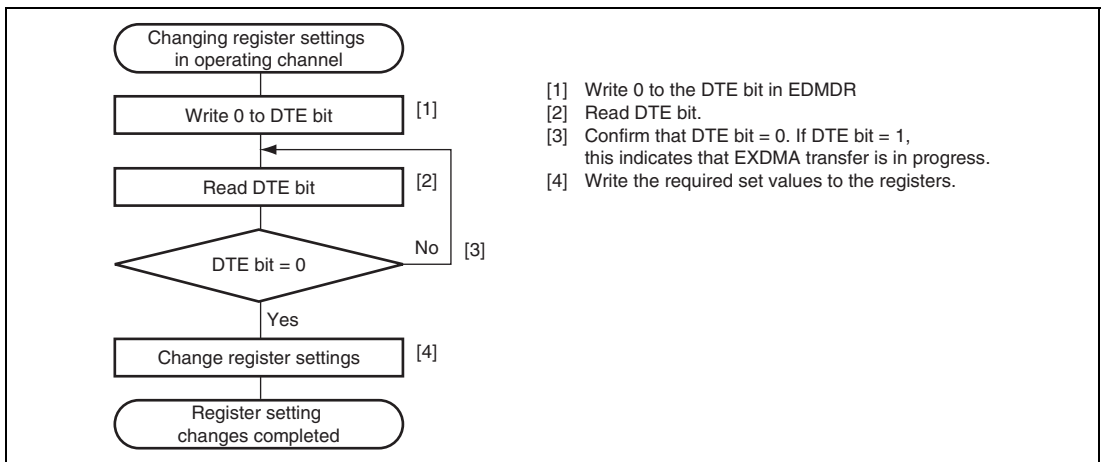 Changing register settings
in operating channel
Write 0 to DTE bit
[1]
Read DTE bit
[2]
DTE bit = 0
No
[3]
Yes
Change register settings
[4]
Register setting
changes completed
[1] Write 0 to the DTE bit in EDMDR
[2] Read DTE bit.
[3] Confirm that DTE bit = 0. If DTE bit = 1,
this indicates that EXDMA transfer is in progress.
[4] Write the required set values to the registers.